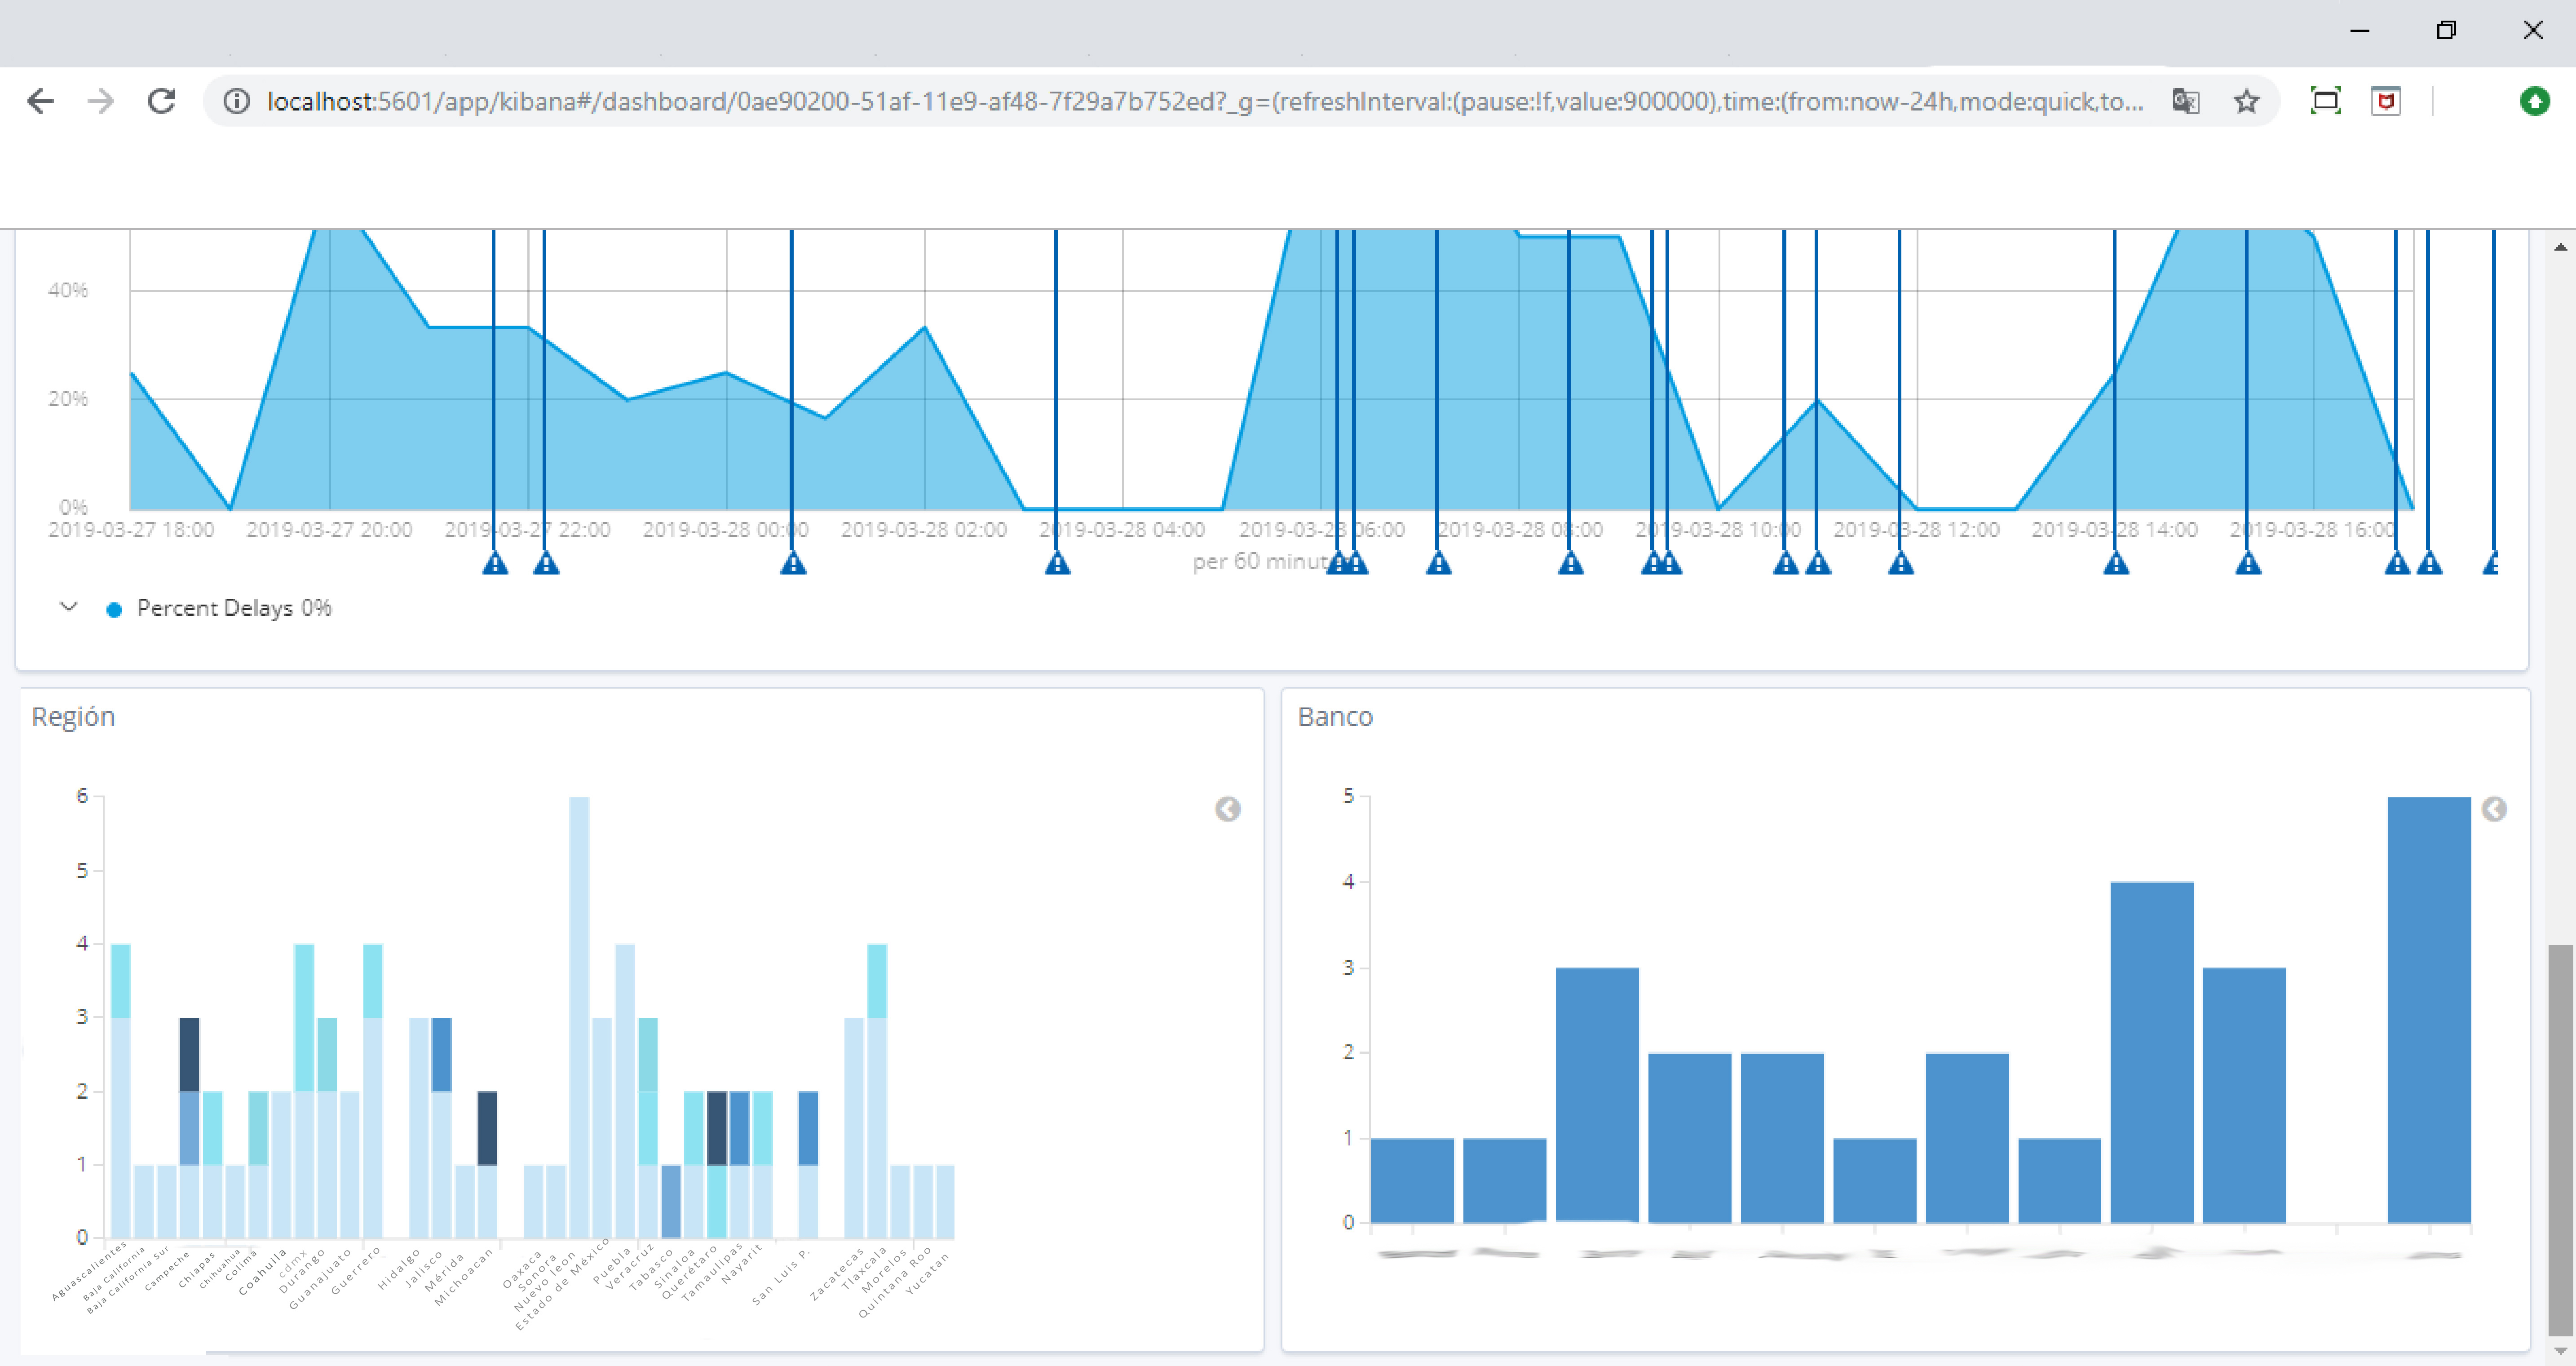 localhost:5601/app/kibana#/dashboard/0ae90200-51af-11e9-af48-7f29a7b752ed?_g=(refreshInterval:(pause:!f,value:900000),time:(from:now-24h,mode:quick,to...
40%
20%
0%
2019-03-27 18:00 2019-03-27 20:00 2019-03-27 22:00 2019-03-28 00:00 2019-03-28 02:00 2019-03-28 04:00 2019-03-28 06:00 2019-03-28 08:00 2019-03-28 10:00 2019-03-28 12:00 2019-03-28 14:00 2019-03-28 16:00
per 60 minutes
Percent Delays 0%
Región
6
5
4
3
2
1
0
Aguascalientes
Baja California
Baja California Sur
Campeche
Chiapas
Chihuahua
Colima
Coahuila
cdmx
Durango
Guanajuato
Guerrero
Hidalgo
Jalisco
Mérida
Michoacan
Oaxaca
Sonora
Nuevo leon
Estado de México
Puebla
Veracruz
Tabasco
Sinaloa
Querétaro
Tamaulipas
Nayarit
San Luis P.
Zacatecas
Tlaxcala
Morelos
Quintana Roo
Yucatan
Banco
5
4
3
2
1
0